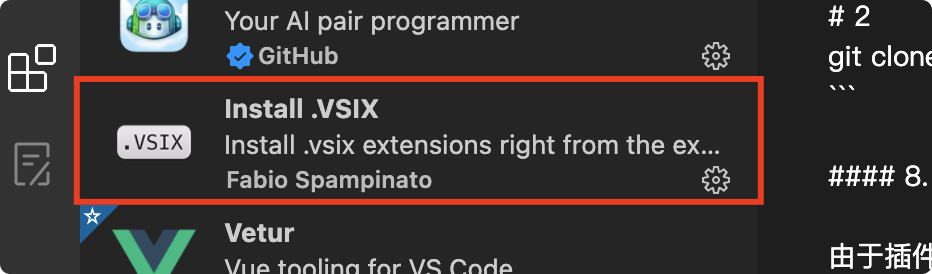 Your AI pair programmer
GitHub
Install .VSIX
.VSIX
Install .vsix extensions right from the ex...
Fabio Spampinato
Vetur
Vue tooling for VS Code
# 2
git clone
```
#### 8.
由于插件